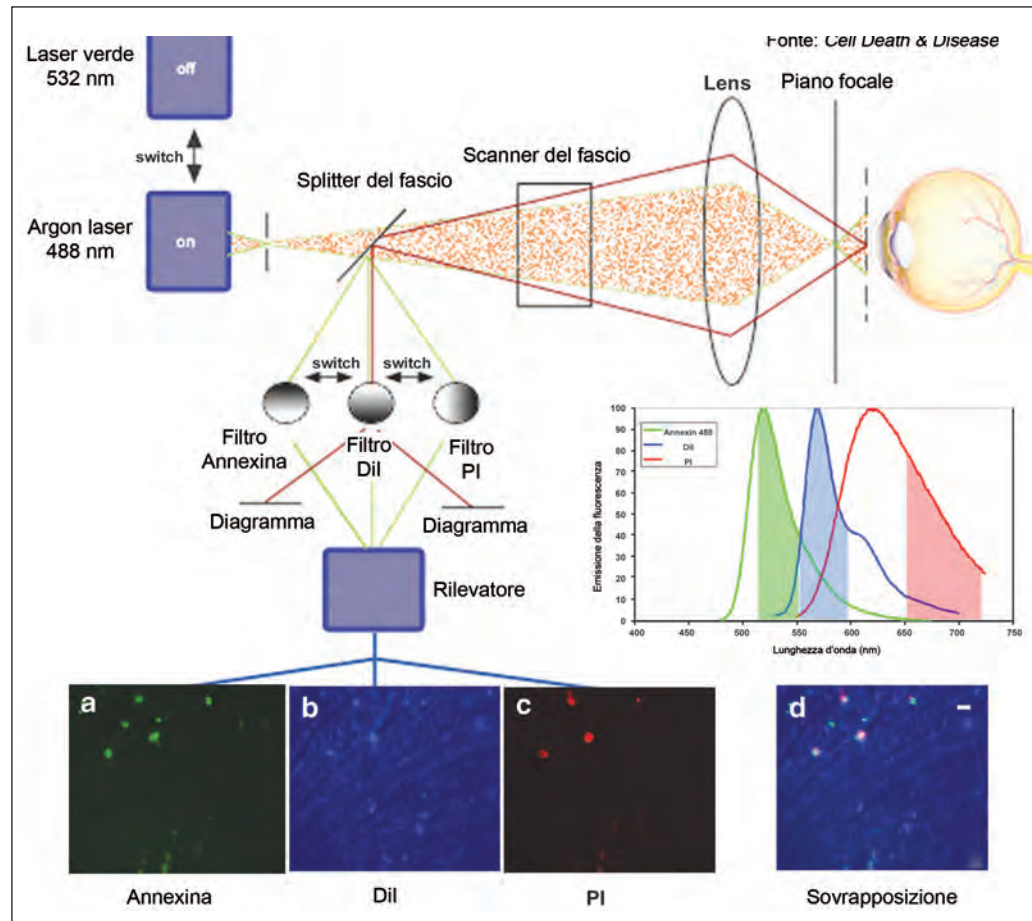 Laser verde
532 nm
off
Fonte: Cell Death & Disease
Lens
Piano focale
switch
Scanner del fascio
Splitter del fascio
Argon laser
488 nm
on
switch
switch
Filtro
Annexina
Filtro
DiI
Filtro
PI
Diagramma
Diagramma
Rilevatore
Emissione della fluorescenza
100
90
80
70
60
50
40
30
20
10
0
Annexin 488
DiI
PI
400 450 500 550 600 650 700 750
Lunghezza d'onda (nm)
a
b
c
d
Annexina
DiI
PI
Sovrapposizione